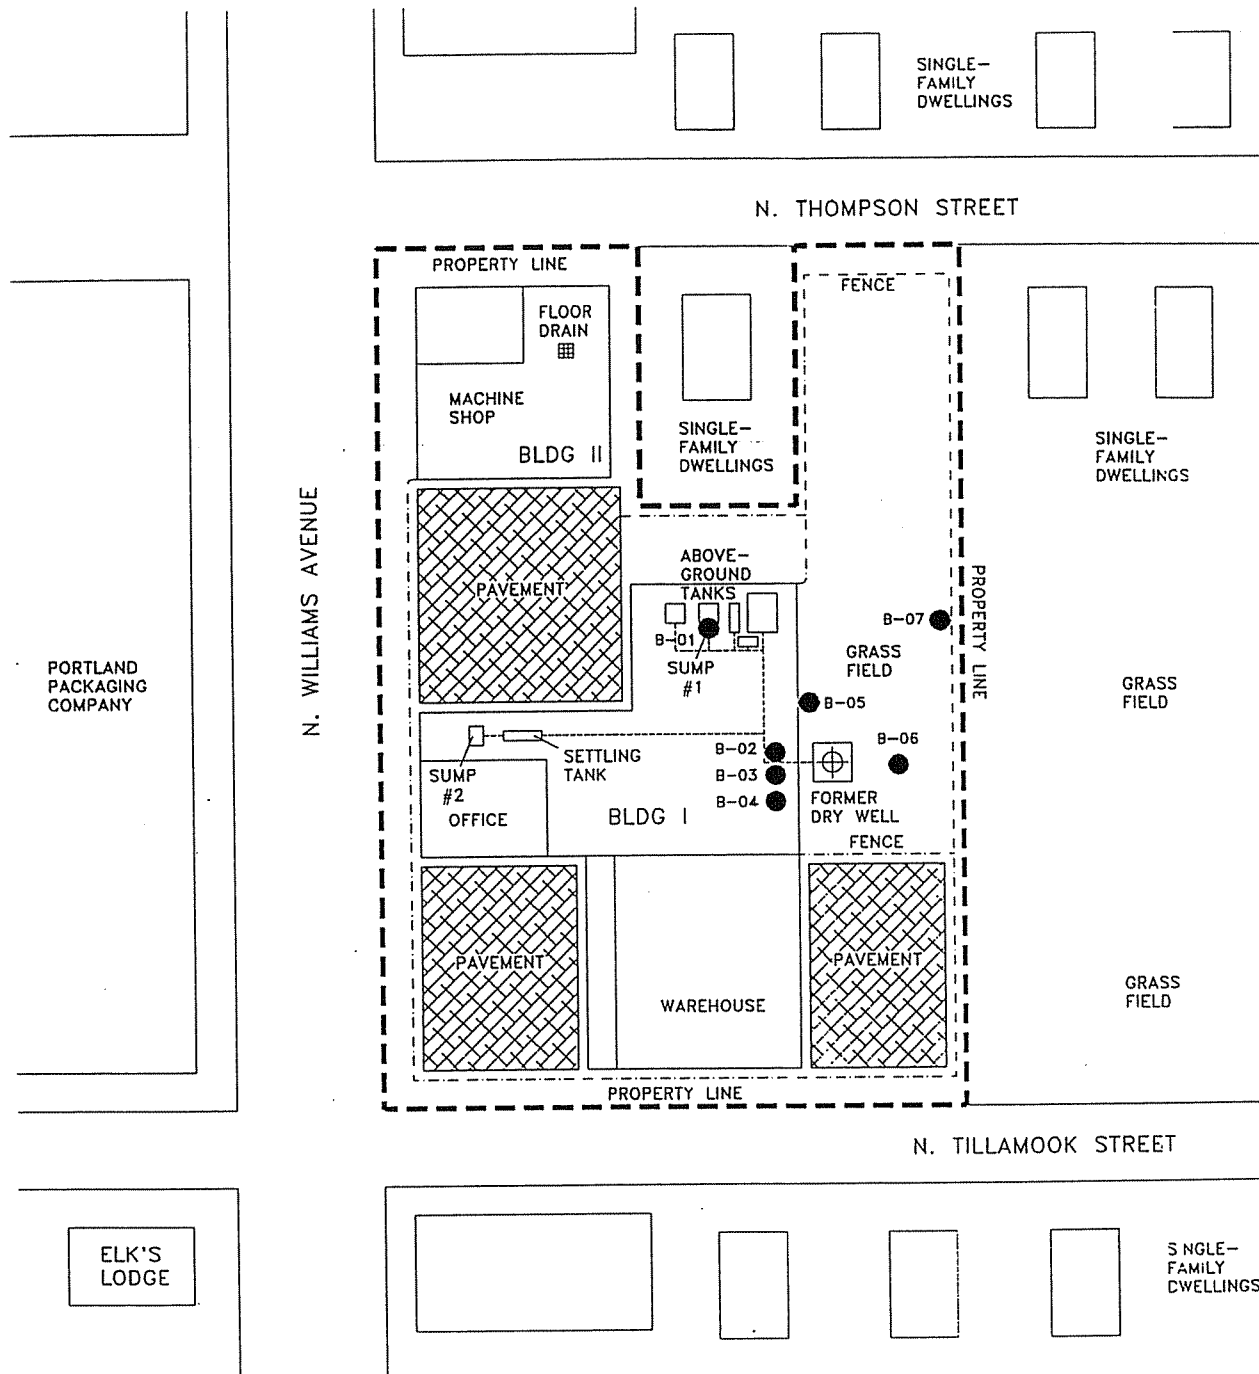 SINGLE-
FAMILY
DWELLINGS
N. THOMPSON STREET
PROPERTY LINE
FENCE
FLOOR
DRAIN
MACHINE
SHOP
BLDG II
SINGLE-
FAMILY
DWELLINGS
SINGLE-
FAMILY
DWELLINGS
N. WILLIAMS AVENUE
PAVEMENT
ABOVE-
GROUND
TANKS
B-01
SUMP
#1
B-07
PROPERTY LINE
GRASS
FIELD
PORTLAND
PACKAGING
COMPANY
GRASS
FIELD
B-05
B-06
B-02
B-03
B-04
SETTLING
TANK
SUMP
#2
OFFICE
BLDG I
FORMER
DRY WELL
FENCE
PAVEMENT
PAVEMENT
WAREHOUSE
GRASS
FIELD
PROPERTY LINE
N. TILLAMOOK STREET
ELK'S
LODGE
S NGLE-
FAMILY
DWELLINGS